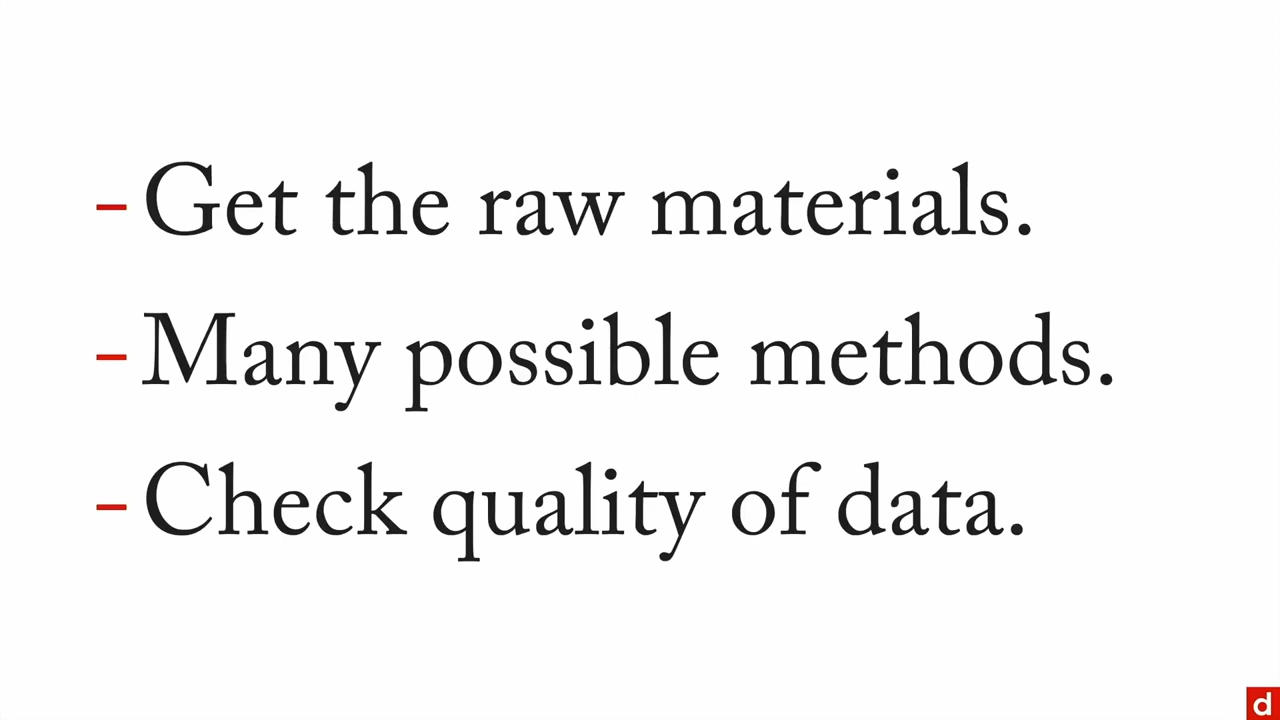 - Get the raw materials.
- Many possible methods.
- Check quality of data.
d